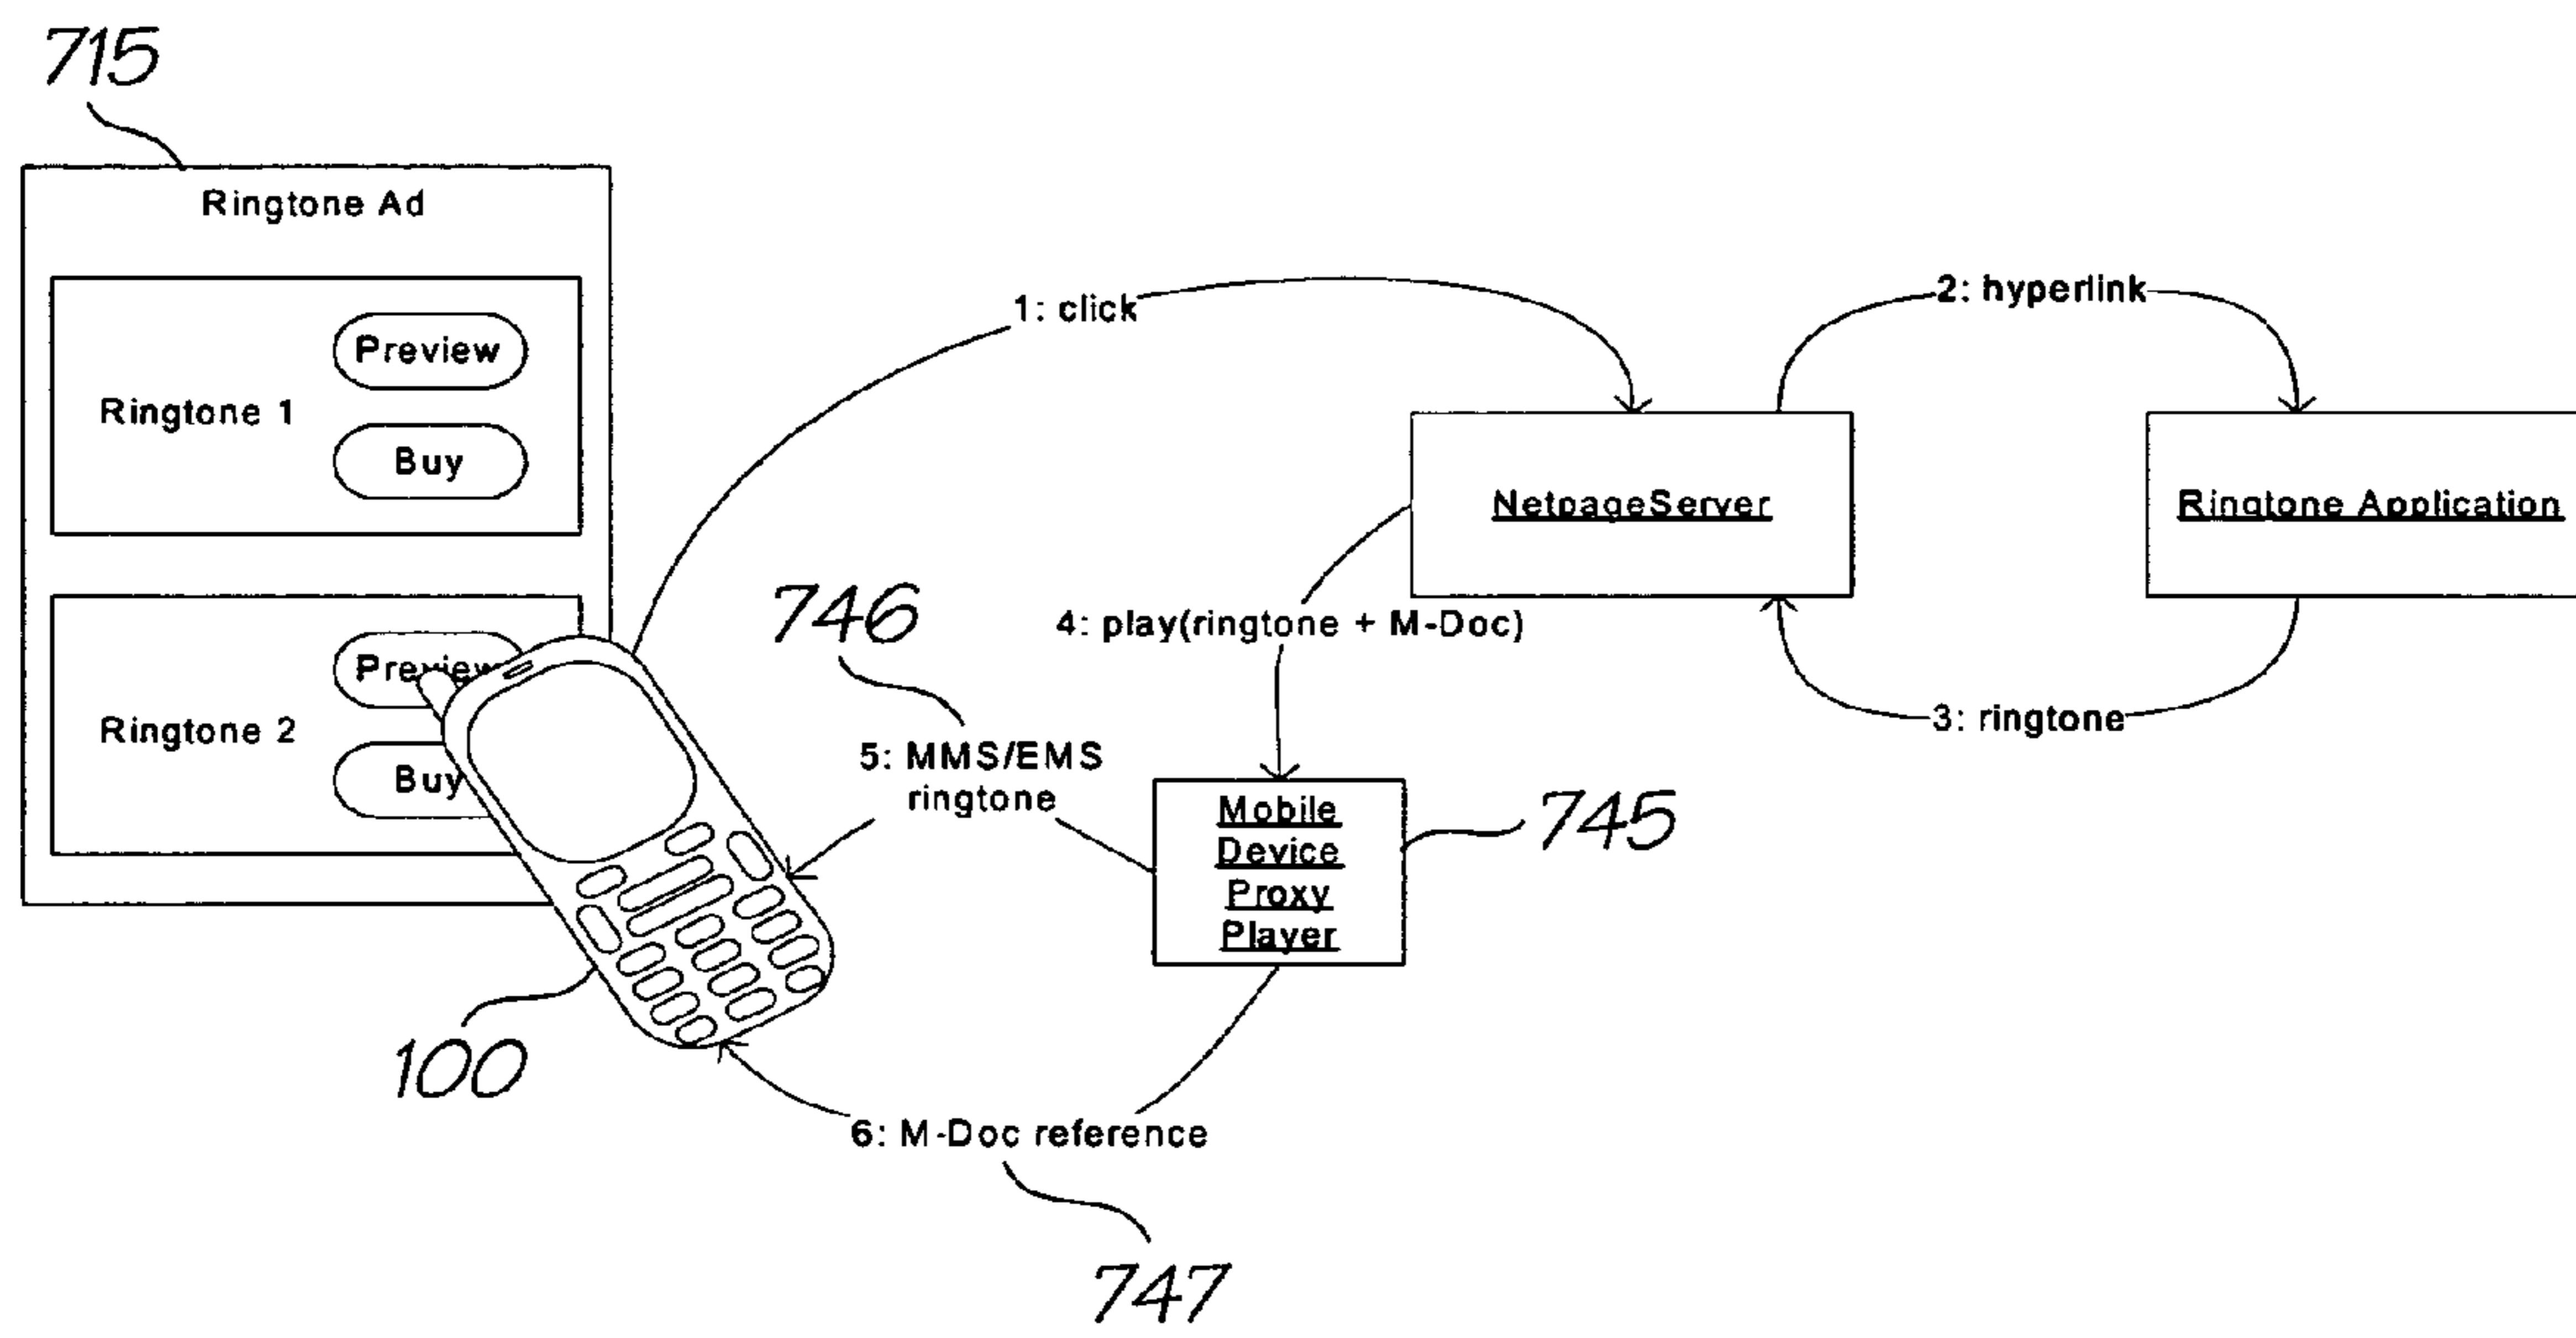 715
Ringtone Ad
Ringtone 1
Preview
Buy
Ringtone 2
Preview
Buy
100
1: click
2: hyperlink
NetpageServer
Ringtone Application
3: ringtone
4: play(ringtone + M-Doc)
746
5: MMS/EMS
ringtone
Mobile
Device
Proxy
Player
745
6: M-Doc reference
747